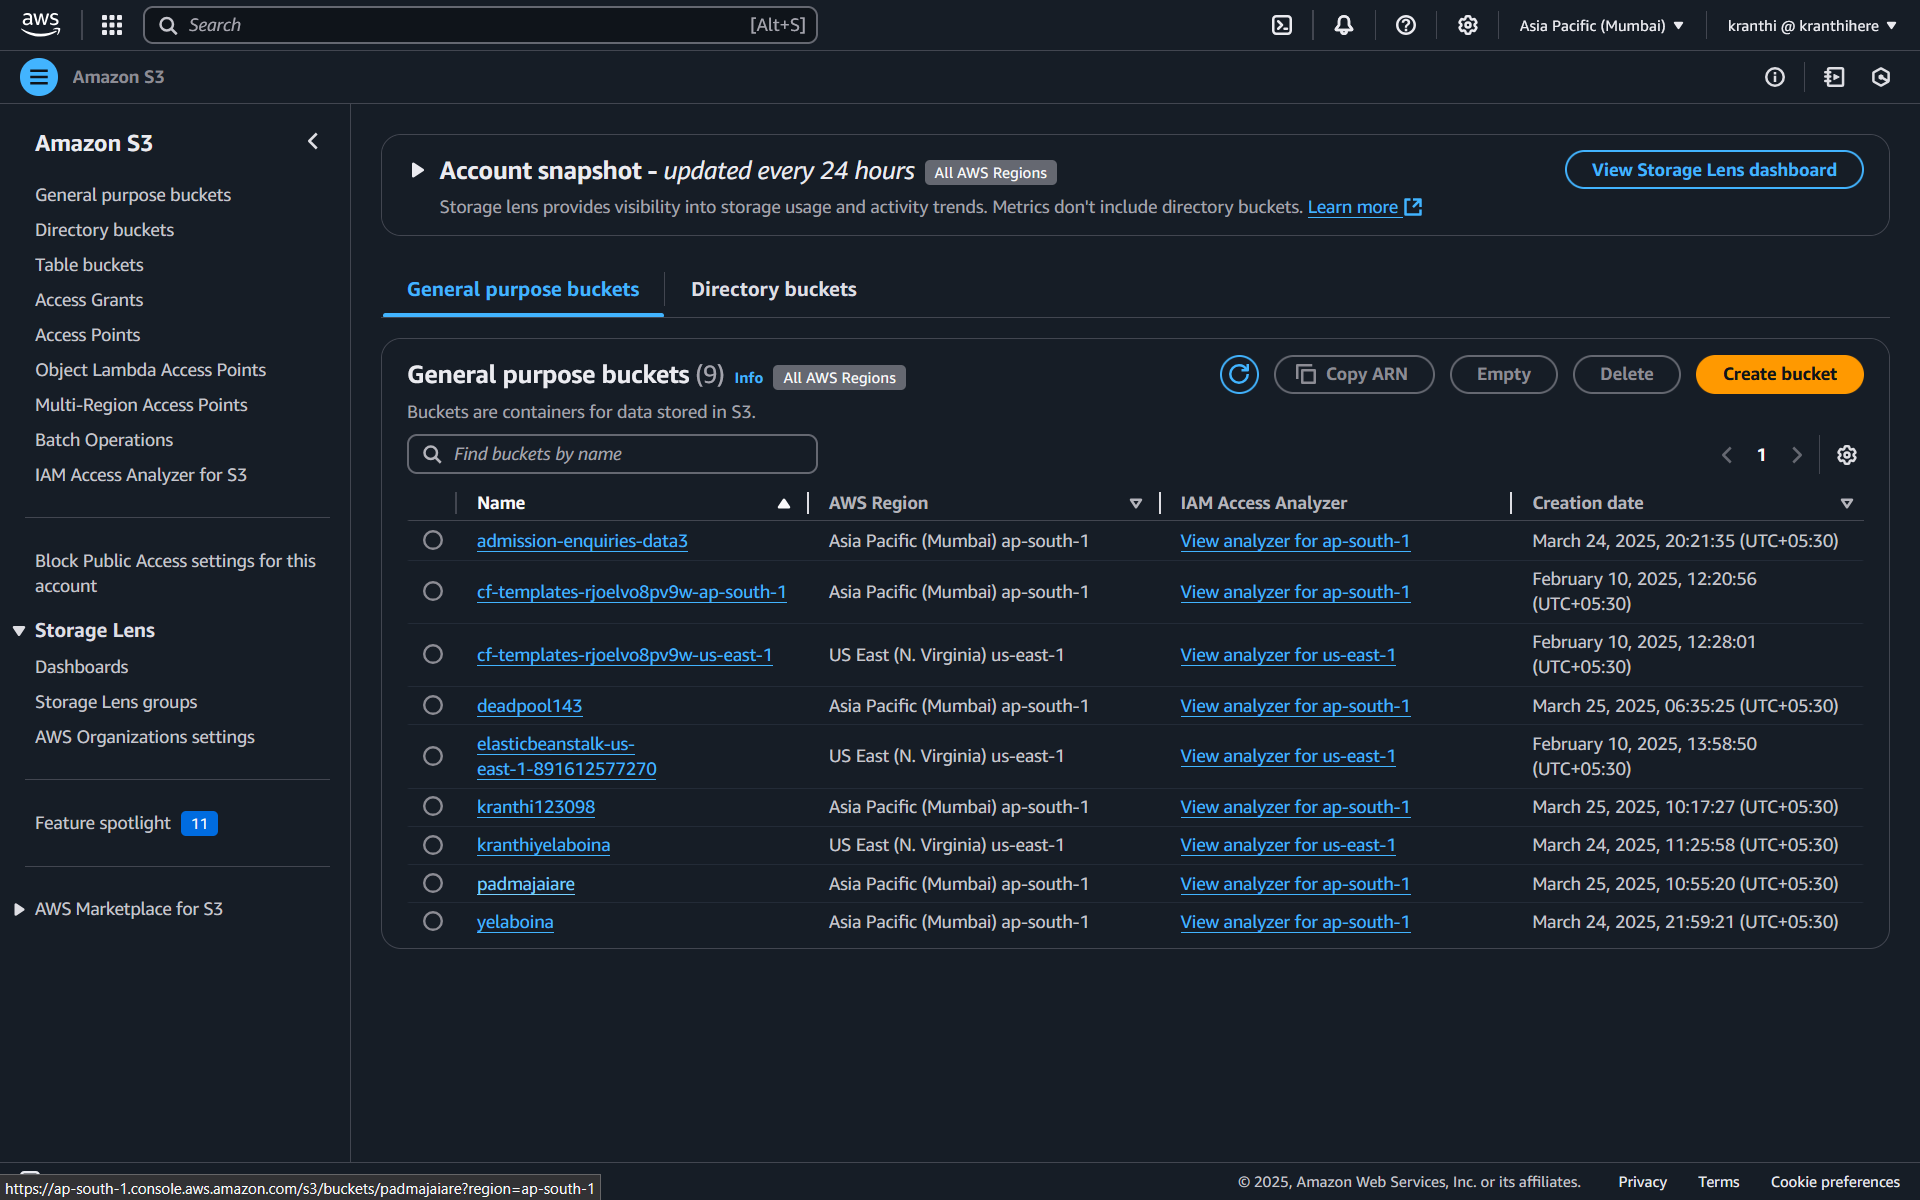 aws
Search [Alt+S]
Asia Pacific (Mumbai)
kranthi @ kranthihere
Amazon S3
Amazon S3
General purpose buckets
Directory buckets
Table buckets
Access Grants
Access Points
Object Lambda Access Points
Multi-Region Access Points
Batch Operations
IAM Access Analyzer for S3
Block Public Access settings for this
account
Storage Lens
Dashboards
Storage Lens groups
AWS Organizations settings
Feature spotlight 11
AWS Marketplace for S3
Account snapshot - updated every 24 hours All AWS Regions
View Storage Lens dashboard
Storage lens provides visibility into storage usage and activity trends. Metrics don't include directory buckets. Learn more
General purpose buckets Directory buckets
General purpose buckets (9) Info All AWS Regions
Copy ARN Empty Delete Create bucket
Buckets are containers for data stored in S3.
Find buckets by name
1
Name AWS Region IAM Access Analyzer Creation date
admission-enquiries-data3 Asia Pacific (Mumbai) ap-south-1 View analyzer for ap-south-1 March 24, 2025, 20:21:35 (UTC+05:30)
cf-templates-rjoelvo8pv9w-ap-south-1 Asia Pacific (Mumbai) ap-south-1 View analyzer for ap-south-1 February 10, 2025, 12:20:56
(UTC+05:30)
cf-templates-rjoelvo8pv9w-us-east-1 US East (N. Virginia) us-east-1 View analyzer for us-east-1 February 10, 2025, 12:28:01
(UTC+05:30)
deadpool143 Asia Pacific (Mumbai) ap-south-1 View analyzer for ap-south-1 March 25, 2025, 06:35:25 (UTC+05:30)
elasticbeanstalk-us-
east-1-891612577270 US East (N. Virginia) us-east-1 View analyzer for us-east-1 February 10, 2025, 13:58:50
(UTC+05:30)
kranthi123098 Asia Pacific (Mumbai) ap-south-1 View analyzer for ap-south-1 March 25, 2025, 10:17:27 (UTC+05:30)
kranthiyelaboina US East (N. Virginia) us-east-1 View analyzer for us-east-1 March 24, 2025, 11:25:58 (UTC+05:30)
padmajaiare Asia Pacific (Mumbai) ap-south-1 View analyzer for ap-south-1 March 25, 2025, 10:55:20 (UTC+05:30)
yelaboina Asia Pacific (Mumbai) ap-south-1 View analyzer for ap-south-1 March 24, 2025, 21:59:21 (UTC+05:30)
https://ap-south-1.console.aws.amazon.com/s3/buckets/padmajaiare?region=ap-south-1
© 2025, Amazon Web Services, Inc. or its affiliates. Privacy Terms Cookie preferences